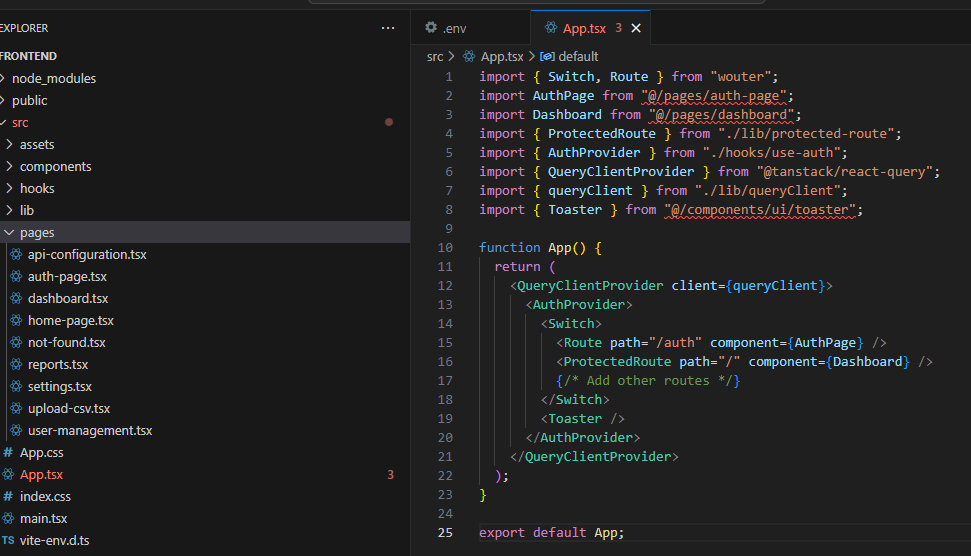 EXPLORER
...
FRONTEND
node_modules
public
src
assets
components
hooks
lib
pages
api-configuration.tsx
auth-page.tsx
dashboard.tsx
home-page.tsx
not-found.tsx
reports.tsx
settings.tsx
upload-csv.tsx
user-management.tsx
# App.css
App.tsx 3
# index.css
main.tsx
TS vite-env.d.ts
.env
App.tsx 3 ×
src > App.tsx > default
1 import { Switch, Route } from "wouter";
2 import AuthPage from "@/pages/auth-page";
3 import Dashboard from "@/pages/dashboard";
4 import { ProtectedRoute } from "./lib/protected-route";
5 import { AuthProvider } from "./hooks/use-auth";
6 import { QueryClientProvider } from "@tanstack/react-query";
7 import { queryClient } from "./lib/queryClient";
8 import { Toaster } from "@/components/ui/toaster";
9
10 function App() {
11   return (
12     <QueryClientProvider client={queryClient}>
13       <AuthProvider>
14         <Switch>
15           <Route path="/auth" component={AuthPage} />
16           <ProtectedRoute path="/" component={Dashboard} />
17           {/* Add other routes */}
18         </Switch>
19         <Toaster />
20       </AuthProvider>
21     </QueryClientProvider>
22   );
23 }
24
25 export default App;